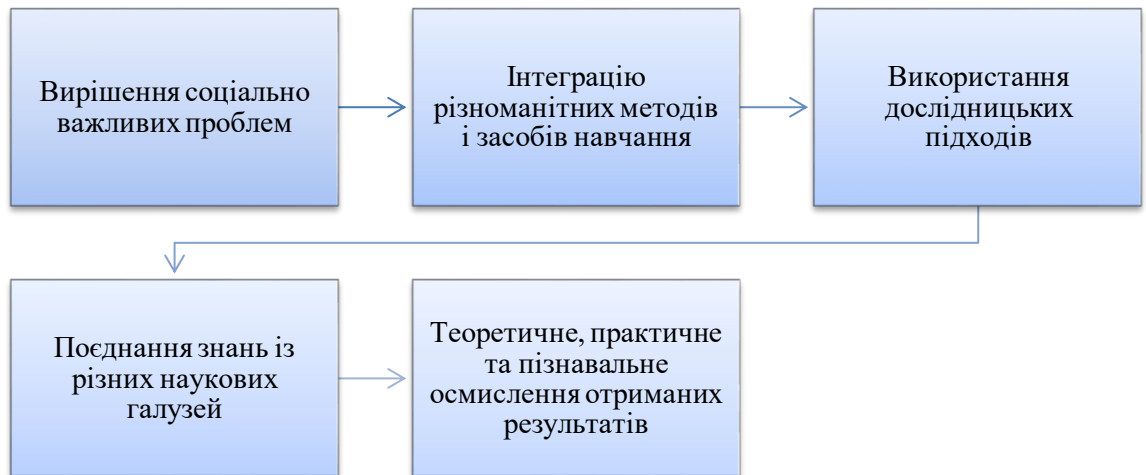 Вирішення соціально
важливих проблем
Інтеграцію
різноманітних методів
і засобів навчання
Використання
дослідницьких
підходів
Поєднання знань із
різних наукових
галузей
Теоретичне, практичне
та пізнавальне
осмислення отриманих
результатів